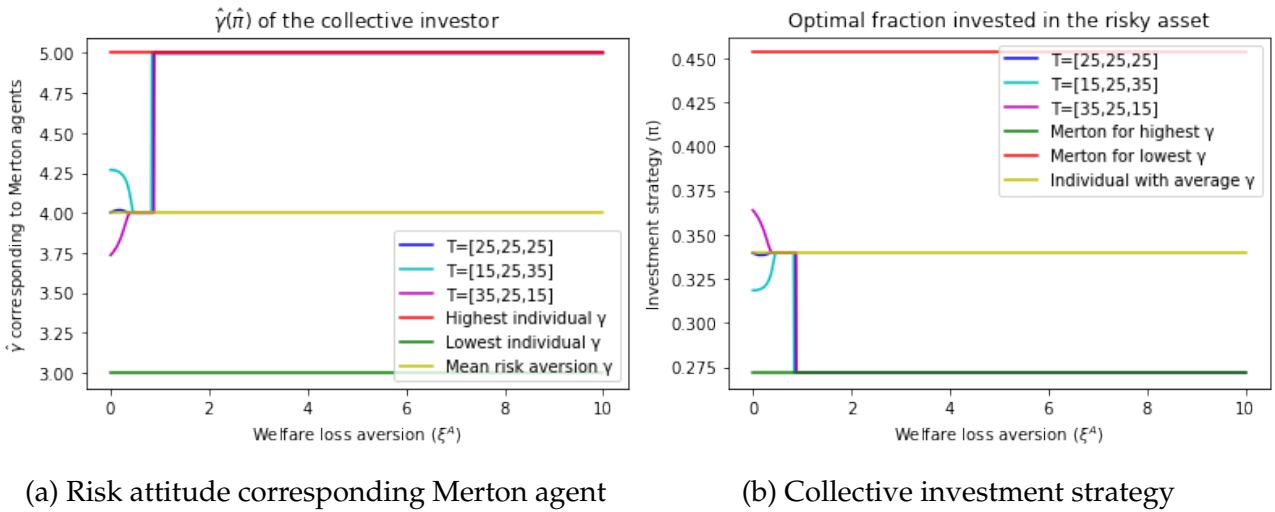 γ̂(π̂) of the collective investor
γ̂ corresponding to Merton agents
5.00
4.75
4.50
4.25
4.00
3.75
3.50
3.25
3.00
T=[25,25,25]
T=[15,25,35]
T=[35,25,15]
Highest individual γ
Lowest individual γ
Mean risk aversion γ
0 2 4 6 8 10
Welfare loss aversion (ξᴬ)
(a) Risk attitude corresponding Merton agent
Optimal fraction invested in the risky asset
Investment strategy (π)
0.450
0.425
0.400
0.375
0.350
0.325
0.300
0.275
T=[25,25,25]
T=[15,25,35]
T=[35,25,15]
Merton for highest γ
Merton for lowest γ
Individual with average γ
0 2 4 6 8 10
Welfare loss aversion (ξᴬ)
(b) Collective investment strategy